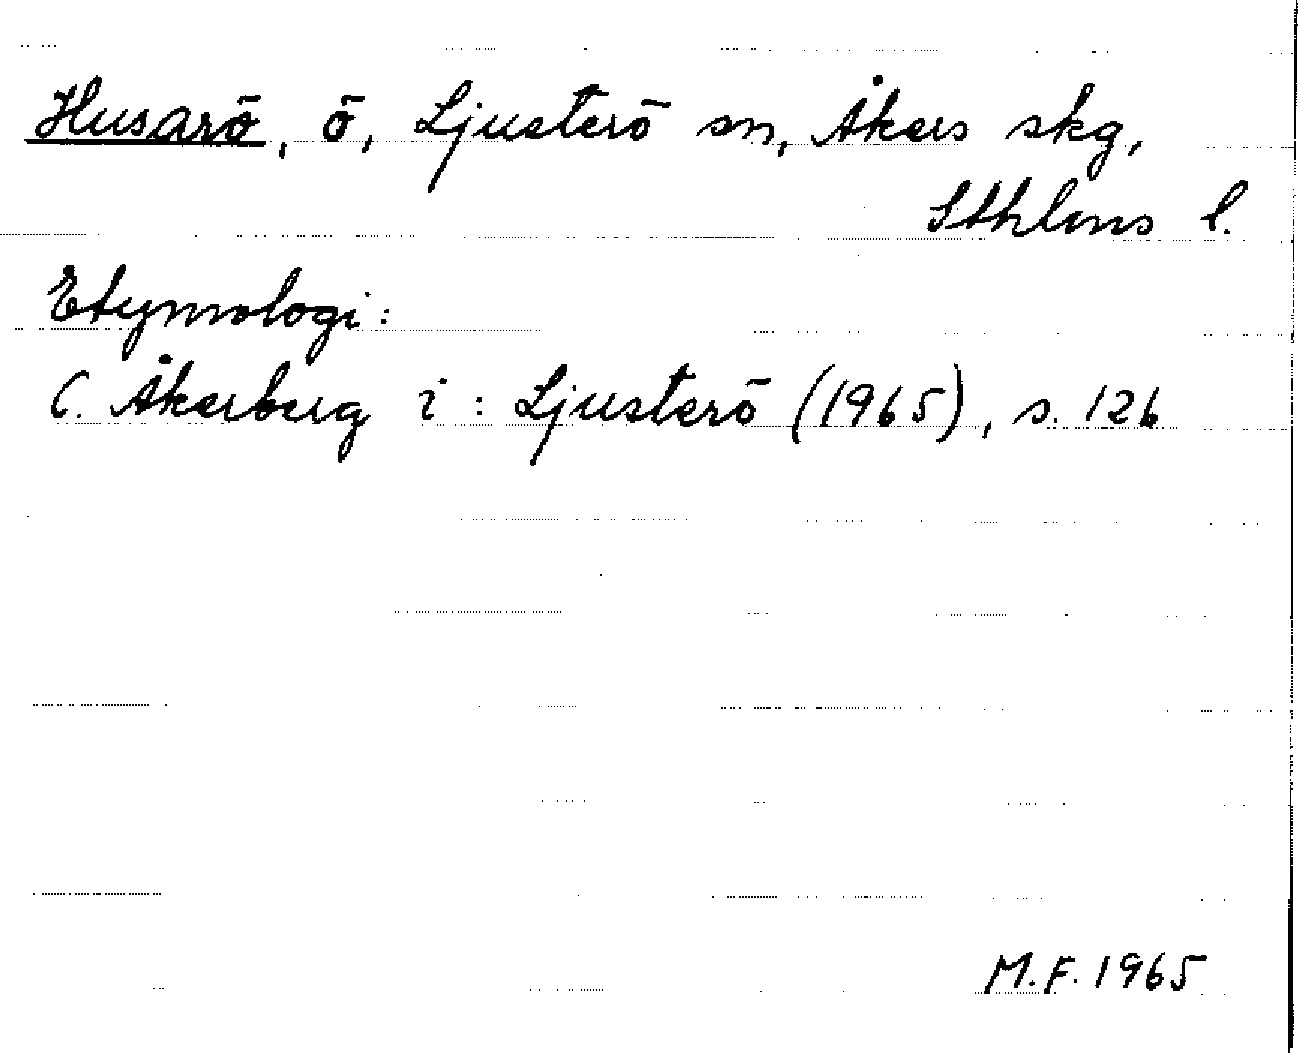 Husarö, ö, Ljusterö sn, Åkers skg,
Sthlms l.
Etymologi:
C. Åkerberg i: Ljusterö (1965), s. 126
M.F. 1965